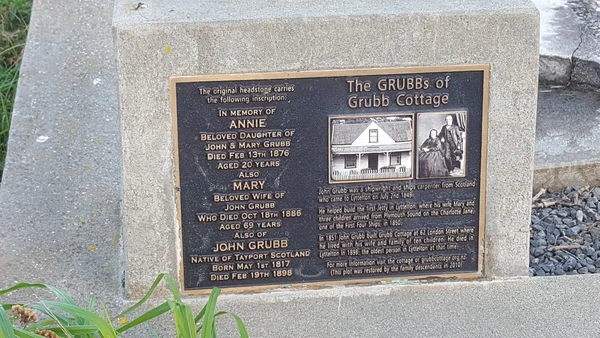 The original headstone carries
the following inscription:
IN MEMORY OF
ANNIE
BELOVED DAUGHTER OF
JOHN & MARY GRUBB
DIED FEB 13TH 1876
AGED 20 YEARS
ALSO
MARY
BELOVED WIFE OF
JOHN GRUBB
WHO DIED OCT 18TH 1886
AGED 69 YEARS
ALSO OF
JOHN GRUBB
NATIVE OF TAYPORT SCOTLAND
BORN MAY 1ST 1817
DIED FEB 19TH 1898
The GRUBBs of
Grubb Cottage
John Grubb was a shipwright and ships carpenter from Scotland
who came to Lyttelton on July 2nd 1849.
He helped build the first jetty in Lyttelton, where his wife Mary and
three children arrived from Plymouth Sound on the Charlotte Jane;
one of the First Four Ships, in 1850.
In 1851 John Grubb built Grubb Cottage at 62 London Street where
he lived with his wife and family of ten children. He died in
Lyttelton in 1898; the oldest person in Lyttelton at that time.
For more information visit the cottage or grubbcottage.org.nz
(This plot was restored by the family descendants in 2010)